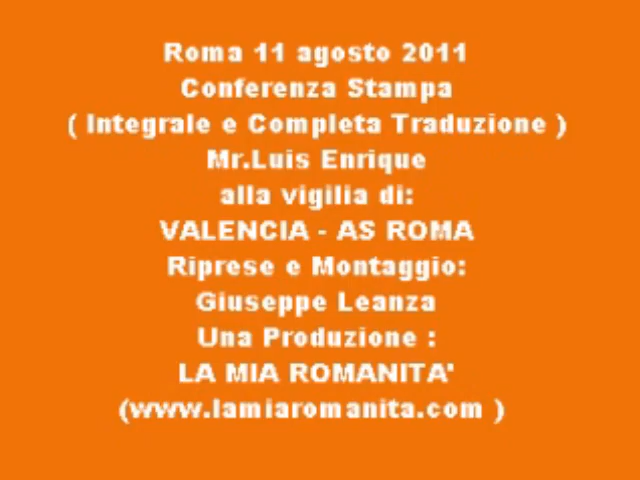 Roma 11 agosto 2011
Conferenza Stampa
( Integrale e Completa Traduzione )
Mr.Luis Enrique
alla vigilia di:
VALENCIA - AS ROMA
Riprese e Montaggio:
Giuseppe Leanza
Una Produzione :
LA MIA ROMANITA'
(www.lamiaromanita.com )